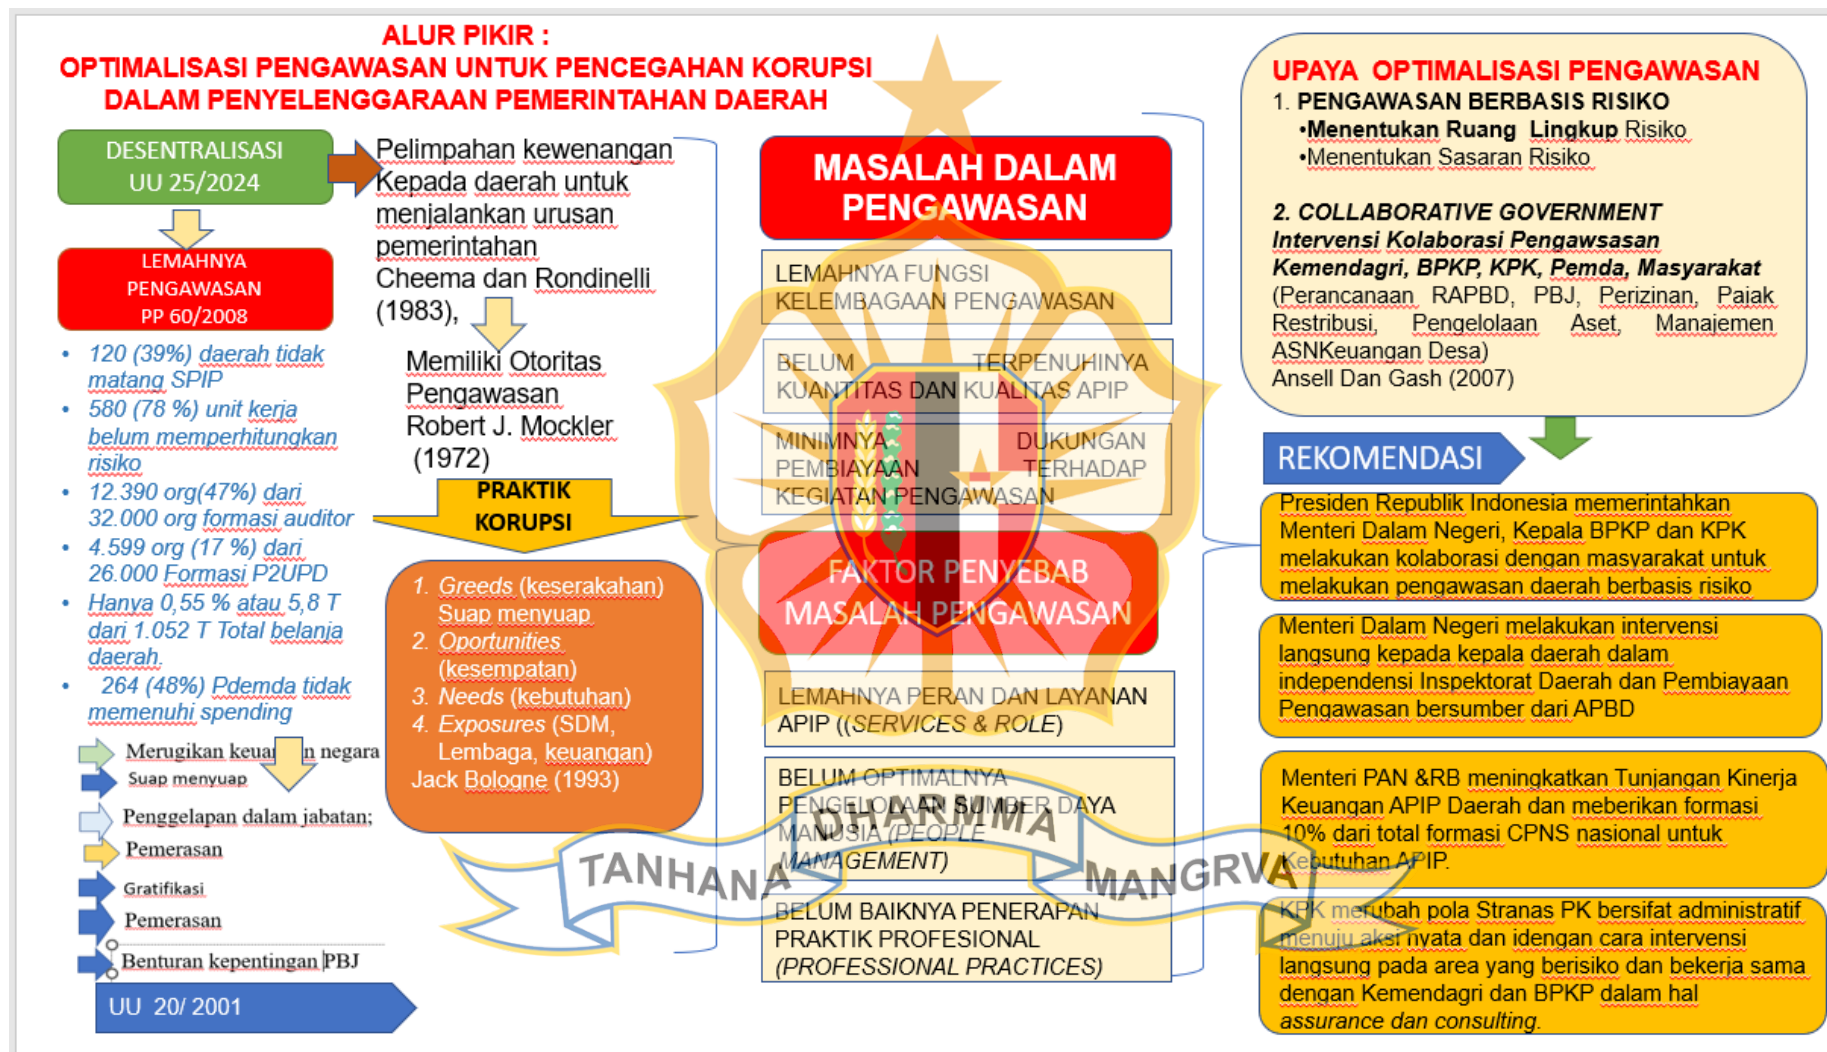 ALUR PIKIR :
OPTIMALISASI PENGAWASAN UNTUK PENCEGAHAN KORUPSI
DALAM PENYELENGGARAAN PEMERINTAHAN DAERAH
DESENTRALISASI
UU 25/2024
LEMAHNYA
PENGAWASAN
PP 60/2008
• 120 (39%) daerah tidak
matang SPIP
• 580 (78 %) unit kerja
belum memperhitungkan
risiko
• 12.390 org(47%) dari
32.000 org formasi auditor
• 4.599 org (17 %) dari
26.000 Formasi P2UPD
• Hanya 0,55 % atau 5,8 T
dari 1.052 T Total belanja
daerah.
• 264 (48%) Pdemda tidak
memenuhi spending
Merugikan keuan n negara
Suap menyuap
Penggelapan dalam jabatan;
Pemerasan
Gratifikasi
Pemerasan
Benturan kepentingan PBJ
UU 20/ 2001
Pelimpahan kewenangan
Kepada daerah untuk
menjalankan urusan
pemerintahan
Cheema dan Rondinelli
(1983),
Memiliki Otoritas
Pengawasan
Robert J. Mockler
(1972)
PRAKTIK
KORUPSI
1. Greeds (keserakahan)
Suap menyuap
2. Oportunities
(kesempatan)
3. Needs (kebutuhan)
4. Exposures (SDM,
Lembaga, keuangan)
Jack Bologne (1993)
MASALAH DALAM
PENGAWASAN
LEMAHNYA FUNGSI
KELEMBAGAAN PENGAWASAN
BELUM TERPENUHINYA
KUANTITAS DAN KUALITAS APIP
MINIMNYA DUKUNGAN
PEMBIAYAAN TERHADAP
KEGIATAN PENGAWASAN
FAKTOR PENYEBAB
MASALAH PENGAWASAN
LEMAHNYA PERAN DAN LAYANAN
APIP ((SERVICES & ROLE)
BELUM OPTIMALNYA
PENGELOLAAN SUMBER DAYA
MANUSIA (PEOPLE
MANAGEMENT)
BELUM BAIKNYA PENERAPAN
PRAKTIK PROFESIONAL
(PROFESSIONAL PRACTICES)
TANHANA DHARMMA MANGRVA
UPAYA OPTIMALISASI PENGAWASAN
1. PENGAWASAN BERBASIS RISIKO
•Menentukan Ruang Lingkup Risiko
•Menentukan Sasaran Risiko
2. COLLABORATIVE GOVERNMENT
Intervensi Kolaborasi Pengawsasan
Kemendagri, BPKP, KPK, Pemda, Masyarakat
(Perancanaan RAPBD, PBJ, Perizinan, Pajak
Restribusi, Pengelolaan Aset, Manajemen
ASNKeuangan Desa)
Ansell Dan Gash (2007)
REKOMENDASI
Presiden Republik Indonesia memerintahkan
Menteri Dalam Negeri, Kepala BPKP dan KPK
melakukan kolaborasi dengan masyarakat untuk
melakukan pengawasan daerah berbasis risiko
Menteri Dalam Negeri melakukan intervensi
langsung kepada kepala daerah dalam
independensi Inspektorat Daerah dan Pembiayaan
Pengawasan bersumber dari APBD
Menteri PAN &RB meningkatkan Tunjangan Kinerja
Keuangan APIP Daerah dan meberikan formasi
10% dari total formasi CPNS nasional untuk
Kebutuhan APIP.
KPK merubah pola Stranas PK bersifat administratif
menuju aksi nyata dan idengan cara intervensi
langsung pada area yang berisiko dan bekerja sama
dengan Kemendagri dan BPKP dalam hal
assurance dan consulting.